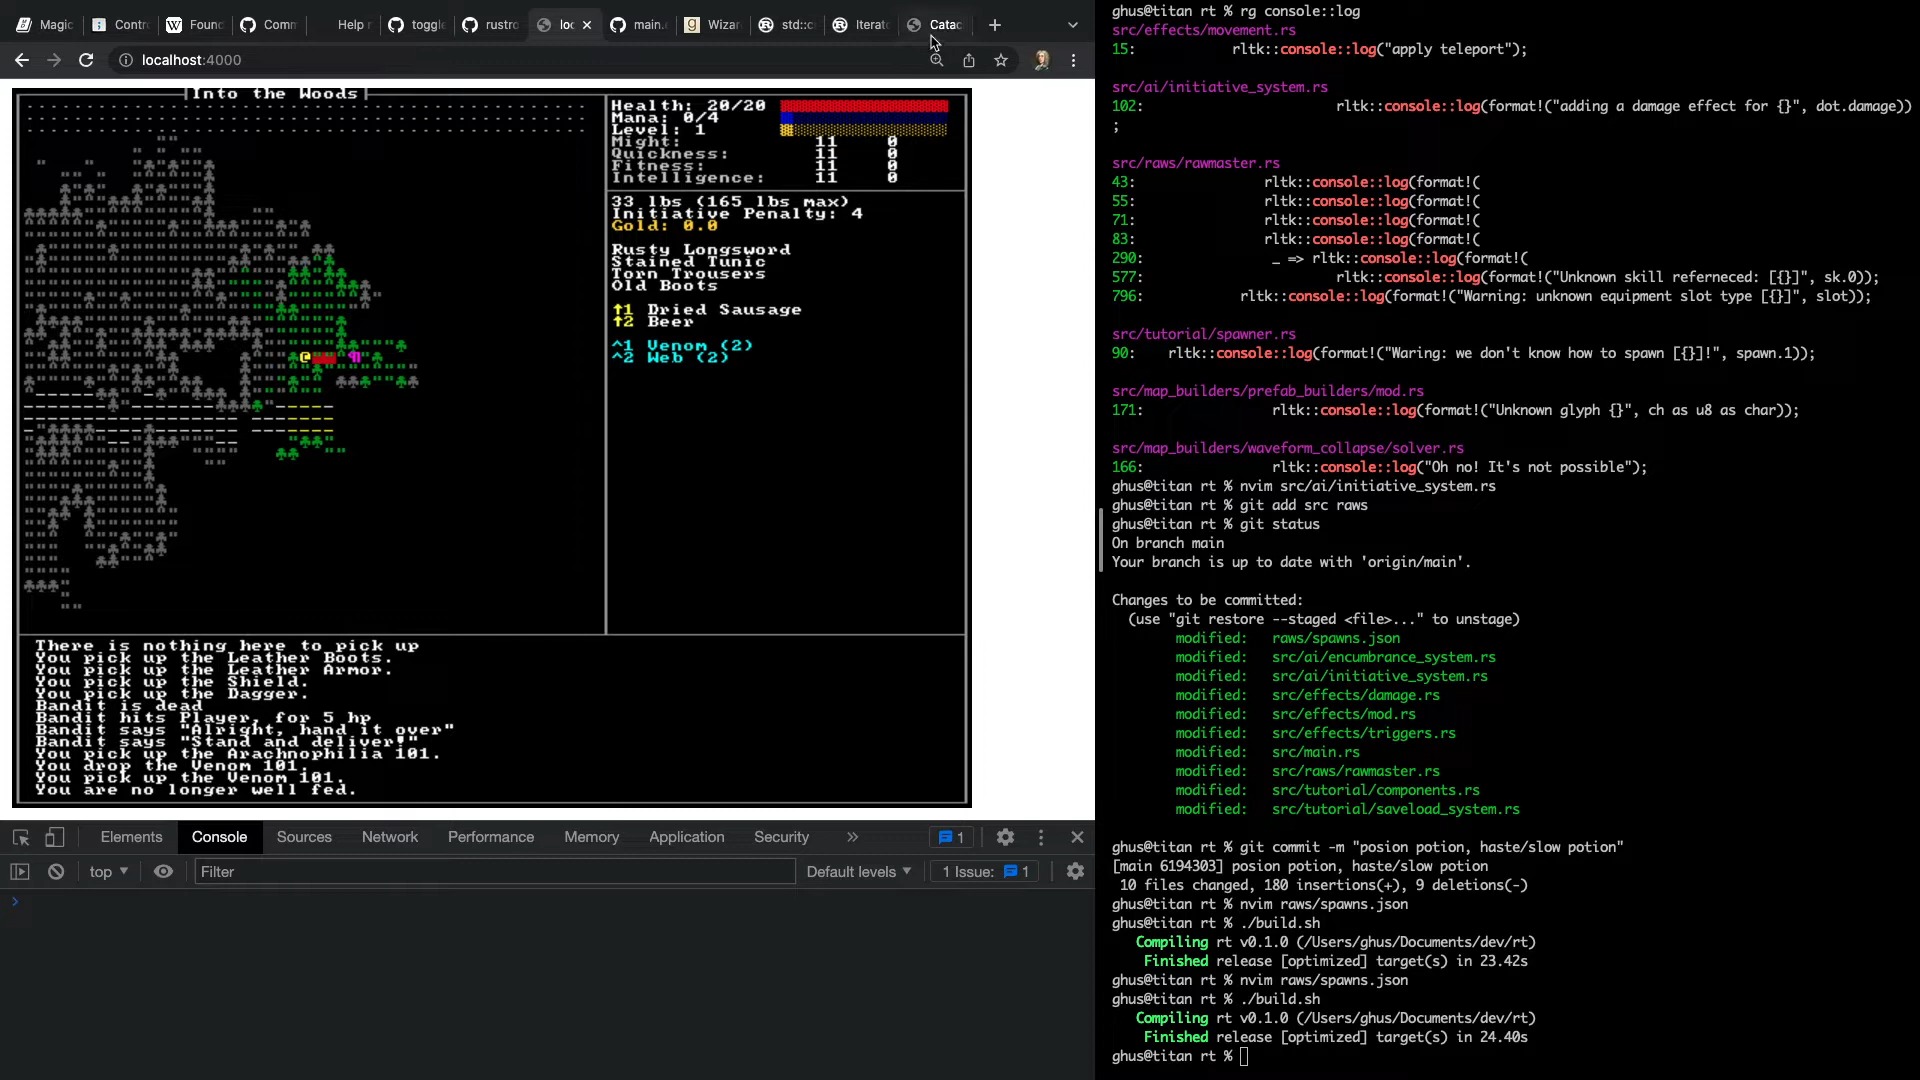 Magic
Contr
Foun
Comm
Help r
toggle
rustro
loc
main.
Wizar
std::c
Iterato
Catac
localhost:4000
Into the Woods
Health: 20/20
Mana: 0/4
Level: 1
Might: 11 0
Quickness: 11 0
Fitness: 11 0
Intelligence: 11 0
33 lbs (165 lbs max)
Initiative Penalty: 4
Gold: 0.0
Rusty Longsword
Stained Tunic
Torn Trousers
Old Boots
↑1 Dried Sausage
↑2 Beer
^1 Venom (2)
^2 Web (2)
There is nothing here to pick up
You pick up the Leather Boots.
You pick up the Leather Armor.
You pick up the Shield.
You pick up the Dagger.
Bandit is dead
Bandit hits Player, for 5 hp
Bandit says "Alright, hand it over"
Bandit says "Stand and deliver!"
You pick up the Arachnophilia 101.
You drop the Venom 101.
You pick up the Venom 101.
You are no longer well fed.
Elements Console Sources Network Performance Memory Application Security » 1
top Filter Default levels 1 Issue: 1
ghus@titan rt % rg console::log
src/effects/movement.rs
15: rltk::console::log("apply teleport");
src/ai/initiative_system.rs
102: rltk::console::log(format!("adding a damage effect for {}", dot.damage))
;
src/raws/rawmaster.rs
43: rltk::console::log(format!(
55: rltk::console::log(format!(
71: rltk::console::log(format!(
83: rltk::console::log(format!(
290: _ => rltk::console::log(format!(
577: rltk::console::log(format!("Unknown skill referneced: [{}]", sk.0));
796: rltk::console::log(format!("Warning: unknown equipment slot type [{}]", slot));
src/tutorial/spawner.rs
90: rltk::console::log(format!("Waring: we don't know how to spawn [{}]!", spawn.1));
src/map_builders/prefab_builders/mod.rs
171: rltk::console::log(format!("Unknown glyph {}", ch as u8 as char));
src/map_builders/waveform_collapse/solver.rs
166: rltk::console::log("Oh no! It's not possible");
ghus@titan rt % nvim src/ai/initiative_system.rs
ghus@titan rt % git add src raws
ghus@titan rt % git status
On branch main
Your branch is up to date with 'origin/main'.
Changes to be committed:
(use "git restore --staged <file>..." to unstage)
modified: raws/spawns.json
modified: src/ai/encumbrance_system.rs
modified: src/ai/initiative_system.rs
modified: src/effects/damage.rs
modified: src/effects/mod.rs
modified: src/effects/triggers.rs
modified: src/main.rs
modified: src/raws/rawmaster.rs
modified: src/tutorial/components.rs
modified: src/tutorial/saveload_system.rs
ghus@titan rt % git commit -m "posion potion, haste/slow potion"
[main 6194303] posion potion, haste/slow potion
10 files changed, 180 insertions(+), 9 deletions(-)
ghus@titan rt % nvim raws/spawns.json
ghus@titan rt % ./build.sh
Compiling rt v0.1.0 (/Users/ghus/Documents/dev/rt)
Finished release [optimized] target(s) in 23.42s
ghus@titan rt % nvim raws/spawns.json
ghus@titan rt % ./build.sh
Compiling rt v0.1.0 (/Users/ghus/Documents/dev/rt)
Finished release [optimized] target(s) in 24.40s
ghus@titan rt %